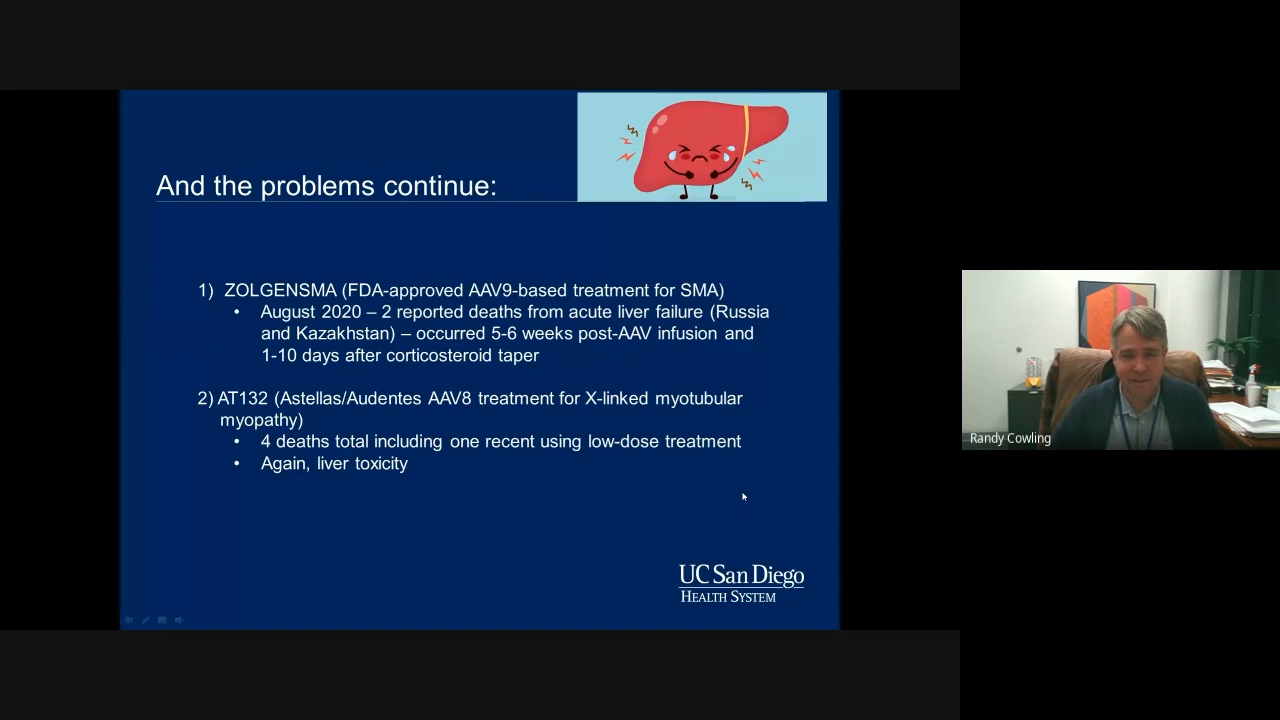 And the problems continue:
1) ZOLGENSMA (FDA-approved AAV9-based treatment for SMA)
• August 2020 – 2 reported deaths from acute liver failure (Russia
and Kazakhstan) – occurred 5-6 weeks post-AAV infusion and
1-10 days after corticosteroid taper
2) AT132 (Astellas/Audentes AAV8 treatment for X-linked myotubular
myopathy)
• 4 deaths total including one recent using low-dose treatment
• Again, liver toxicity
UC San Diego
HEALTH SYSTEM
Randy Cowling